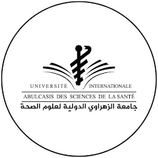 UNIVERSITÉ INTERNATIONALE
ABULCASIS DES SCIENCES DE LA SANTÉ
جامعة الزهراوي الدولية لعلوم الصحة